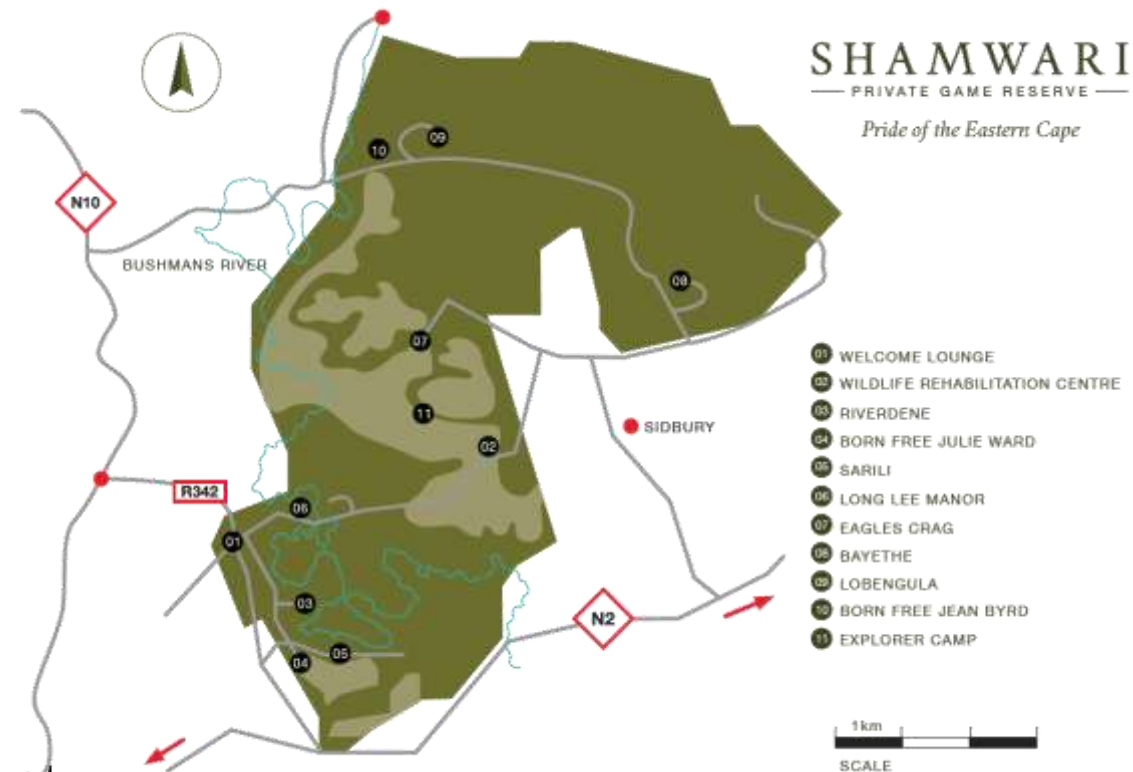 SHAMWARI
PRIVATE GAME RESERVE
Pride of the Eastern Cape
10
09
N10
BUSHMANS RIVER
08
07
11
02
SIDBURY
R342
06
01
03
N2
05
04
01 WELCOME LOUNGE
02 WILDLIFE REHABILITATION CENTRE
03 RIVERDENE
04 BORN FREE JULIE WARD
05 SARILI
06 LONG LEE MANOR
07 EAGLES CRAG
08 BAYETHE
09 LOBENGULA
10 BORN FREE JEAN BYRD
11 EXPLORER CAMP
1km
SCALE